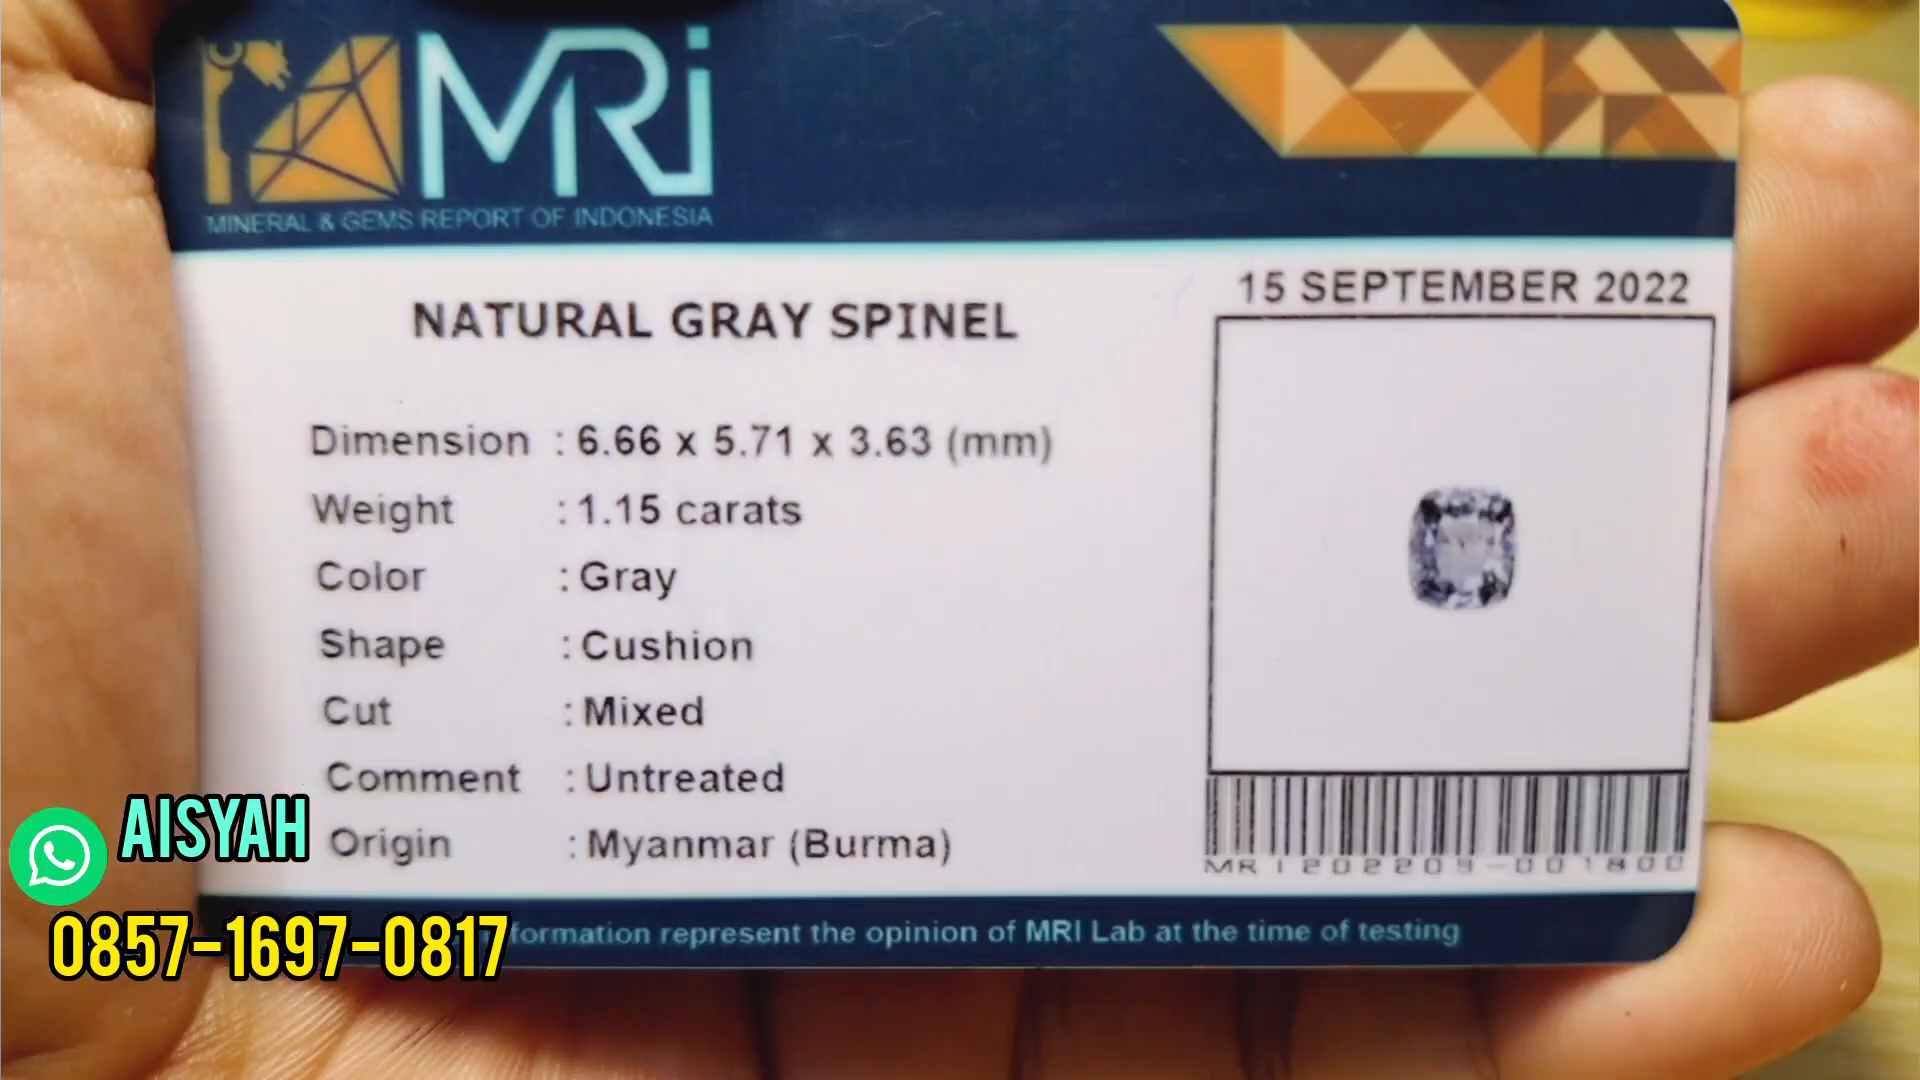 MRi
MINERAL & GEMS REPORT OF INDONESIA
15 SEPTEMBER 2022
NATURAL GRAY SPINEL
Dimension : 6.66 x 5.71 x 3.63 (mm)
Weight : 1.15 carats
Color : Gray
Shape : Cushion
Cut : Mixed
Comment : Untreated
Origin : Myanmar (Burma)
MRI202209-001800
AISYAH
0857-1697-0817
formation represent the opinion of MRI Lab at the time of testing